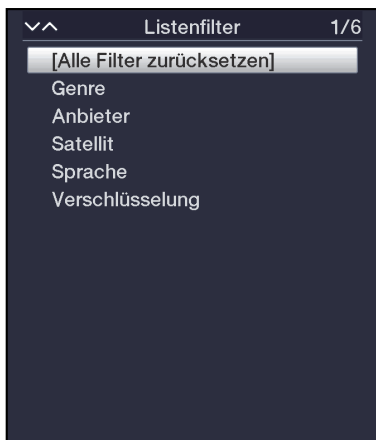 Listenfilter 1/6
[Alle Filter zurücksetzen]
Genre
Anbieter
Satellit
Sprache
Verschlüsselung